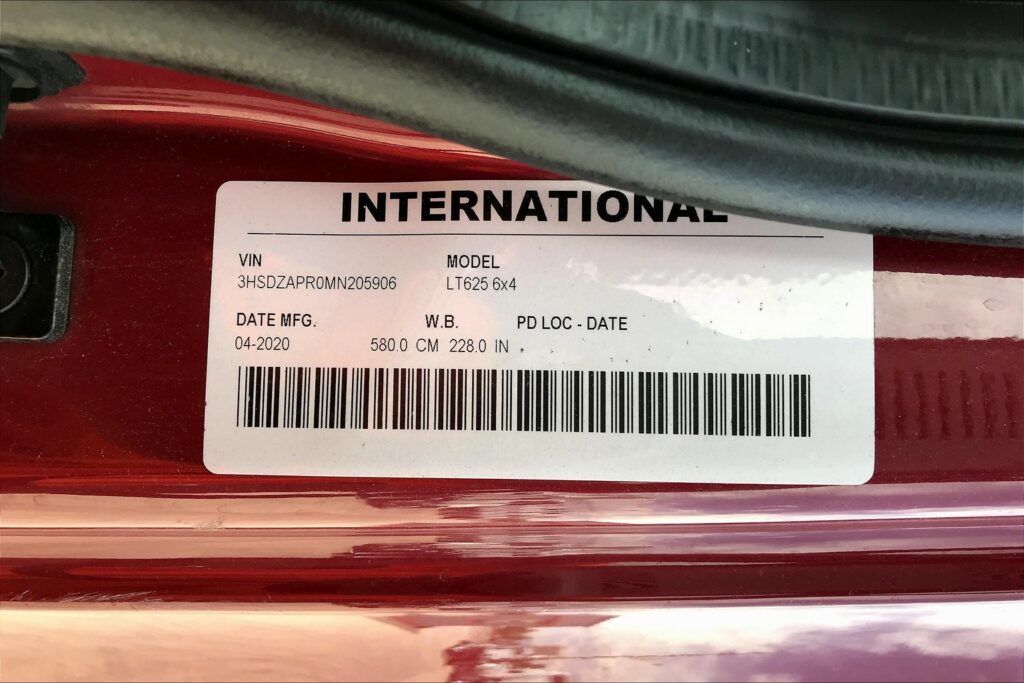 INTERNATIONAL
VIN MODEL
3HSDZAPR0MN205906 LT625 6x4
DATE MFG. W.B. PD LOC - DATE
04-2020 580.0 CM 228.0 IN